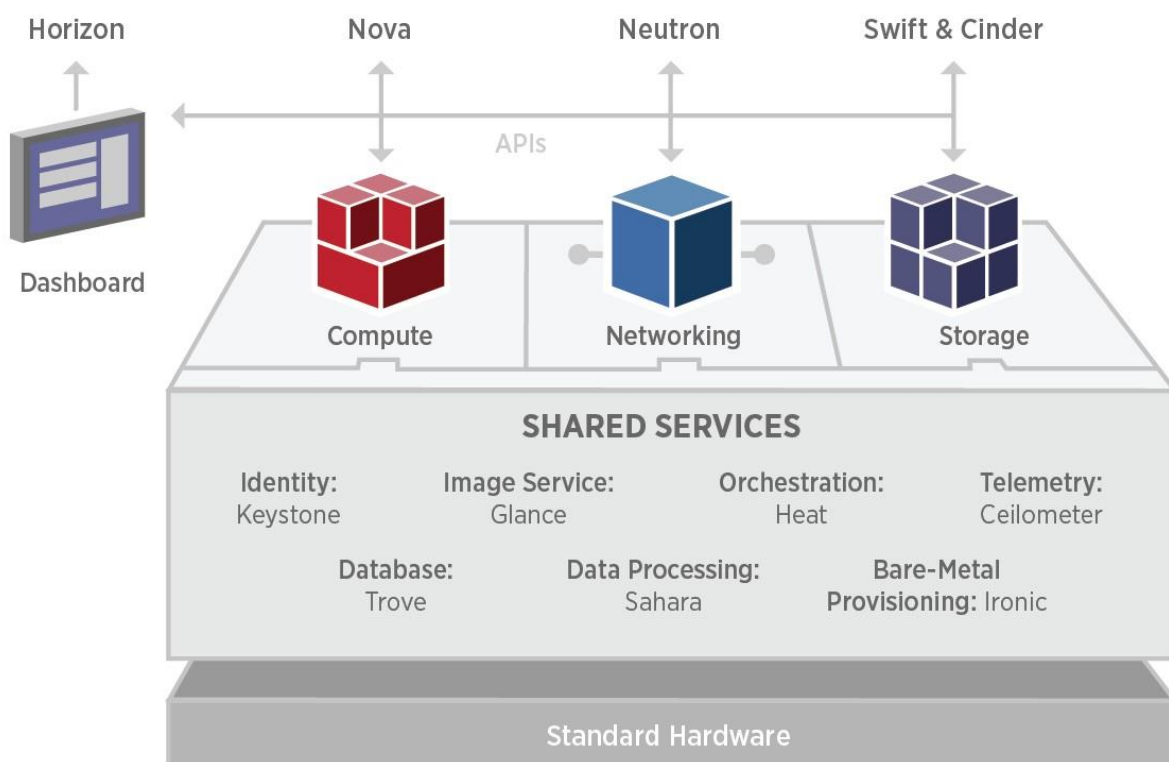 Horizon
Nova
Neutron
Swift & Cinder
APIs
Dashboard
Compute
Networking
Storage
SHARED SERVICES
Identity:
Keystone
Image Service:
Glance
Orchestration:
Heat
Telemetry:
Ceilometer
Database:
Trove
Data Processing:
Sahara
Bare-Metal
Provisioning: Ironic
Standard Hardware